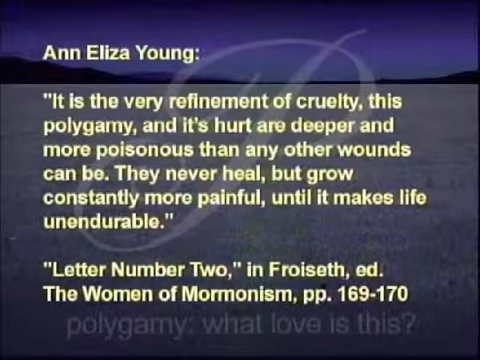 Ann Eliza Young:
"It is the very refinement of cruelty, this
polygamy, and it's hurt are deeper and
more poisonous than any other wounds
can be. They never heal, but grow
constantly more painful, until it makes life
unendurable."
"Letter Number Two," in Froiseth, ed.
The Women of Mormonism, pp. 169-170
polygamy: what love is this?